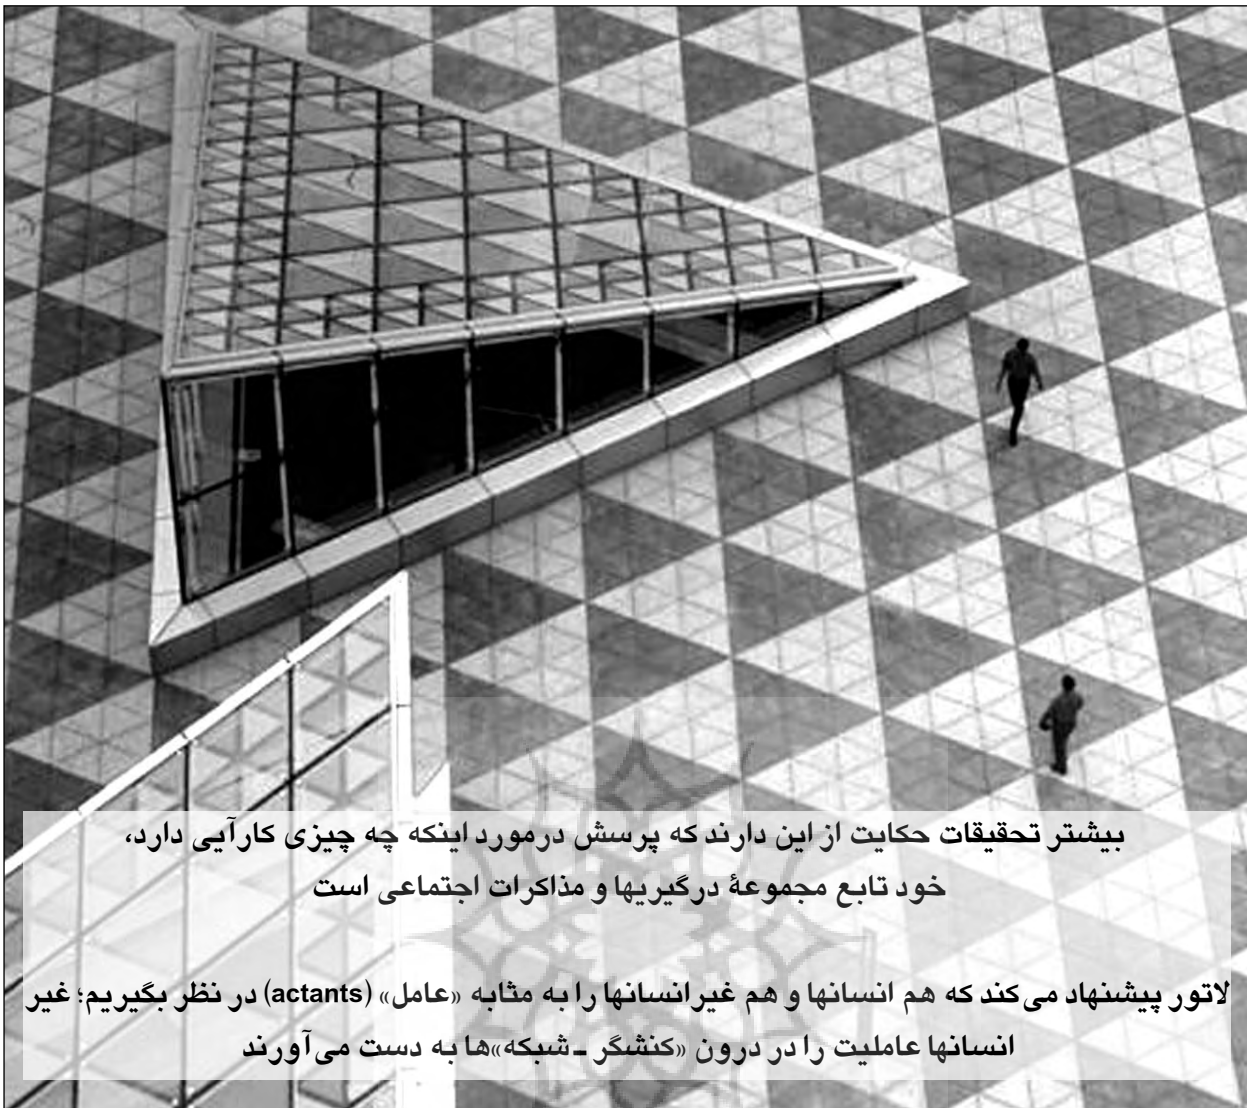 بیشتر تحقیقات حکایت از این دارند که پرسش درمورد اینکه چه چیزی کارآیی دارد،
خود تابع مجموعهٔ درگیریها و مذاکرات اجتماعی است
لاتور پیشنهاد می‌کند که هم انسانها و هم غیرانسانها را به مثابه «عامل» (actants) در نظر بگیریم؛ غیر
انسانها عاملیت را در درون «کنشگر ـ شبکه»ها به دست می‌آورند